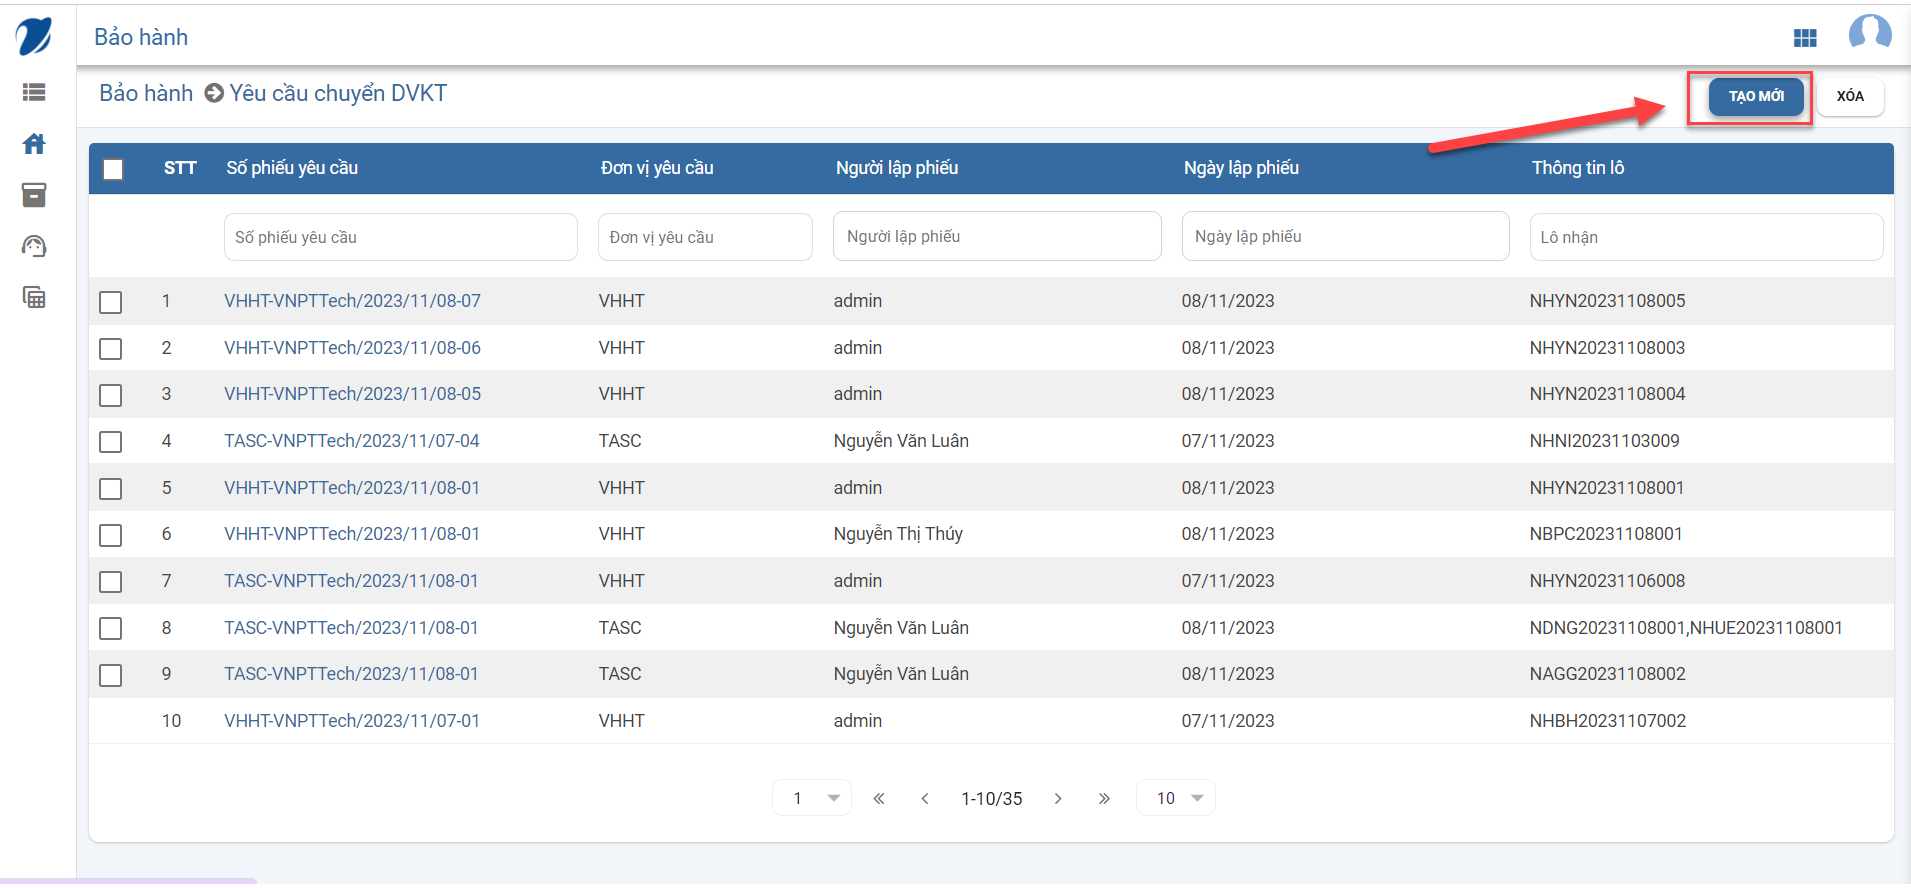 Bảo hành
Bảo hành Yêu cầu chuyển DVKT
TẠO MỚI XÓA
STT Số phiếu yêu cầu Đơn vị yêu cầu Người lập phiếu Ngày lập phiếu Thông tin lô
Số phiếu yêu cầu Đơn vị yêu cầu Người lập phiếu Ngày lập phiếu Lô nhận
1 VHHT-VNPTTech/2023/11/08-07 VHHT admin 08/11/2023 NHYN20231108005
2 VHHT-VNPTTech/2023/11/08-06 VHHT admin 08/11/2023 NHYN20231108003
3 VHHT-VNPTTech/2023/11/08-05 VHHT admin 08/11/2023 NHYN20231108004
4 TASC-VNPTTech/2023/11/07-04 TASC Nguyễn Văn Luân 07/11/2023 NHNI20231103009
5 VHHT-VNPTTech/2023/11/08-01 VHHT admin 08/11/2023 NHYN20231108001
6 VHHT-VNPTTech/2023/11/08-01 VHHT Nguyễn Thị Thúy 08/11/2023 NBPC20231108001
7 TASC-VNPTTech/2023/11/08-01 VHHT admin 07/11/2023 NHYN20231106008
8 TASC-VNPTTech/2023/11/08-01 TASC Nguyễn Văn Luân 08/11/2023 NDNG20231108001,NHUE20231108001
9 TASC-VNPTTech/2023/11/08-01 TASC Nguyễn Văn Luân 08/11/2023 NAGG20231108002
10 VHHT-VNPTTech/2023/11/07-01 VHHT admin 07/11/2023 NHBH20231107002
1 « ‹ 1-10/35 › » 10